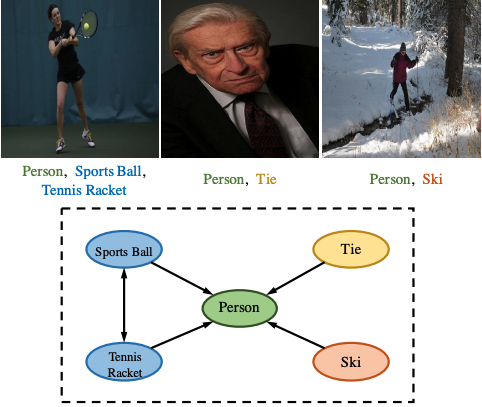 Person, Sports Ball,
Tennis Racket
Person, Tie
Person, Ski
Sports Ball
Tie
Person
Tennis
Racket
Ski